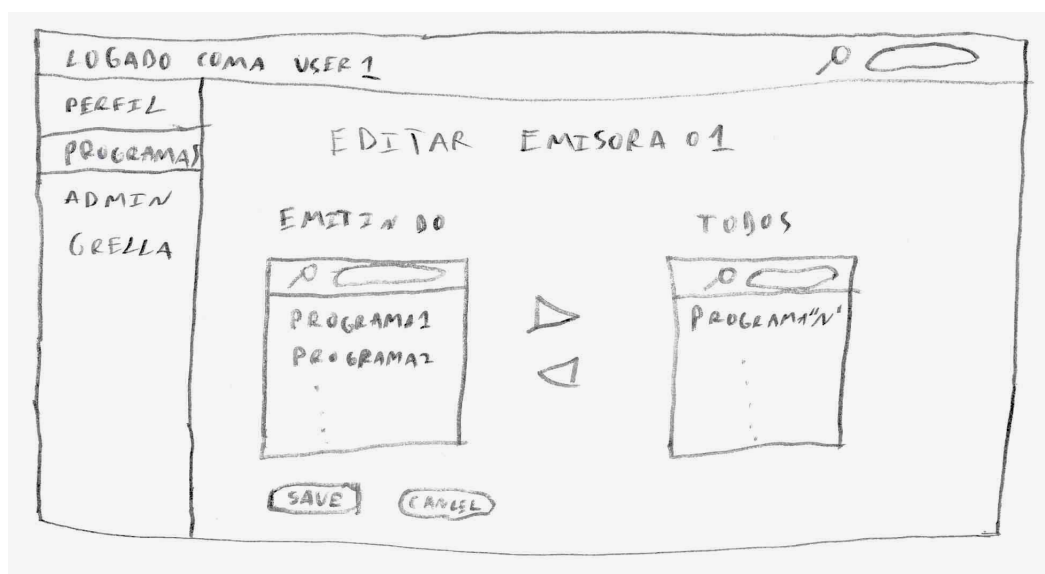 LOGADO COMA USER 1
PERFIL
PROGRAMAS
ADMIN
GRELLA
EDITAR EMISORA 01
EMITINDO
PROGRAMA1
PROGRAMA2
TODOS
PROGRAMA"N"
SAVE
CANCEL